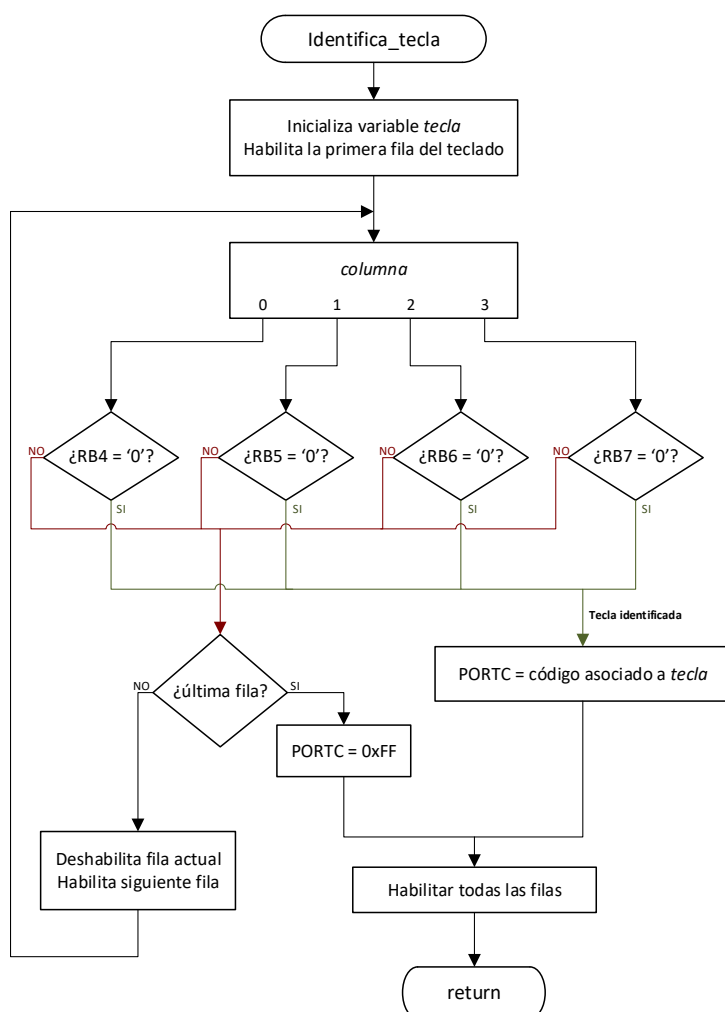 Identifica_tecla
Inicializa variable tecla
Habilita la primera fila del teclado
columna
0 1 2 3
NO ¿RB4 = ‘0’? NO ¿RB5 = ‘0’? NO ¿RB6 = ‘0’? NO ¿RB7 = ‘0’?
SI SI SI SI
Tecla identificada
NO ¿última fila? SI
PORTC = código asociado a tecla
PORTC = 0xFF
Deshabilita fila actual
Habilita siguiente fila
Habilitar todas las filas
return